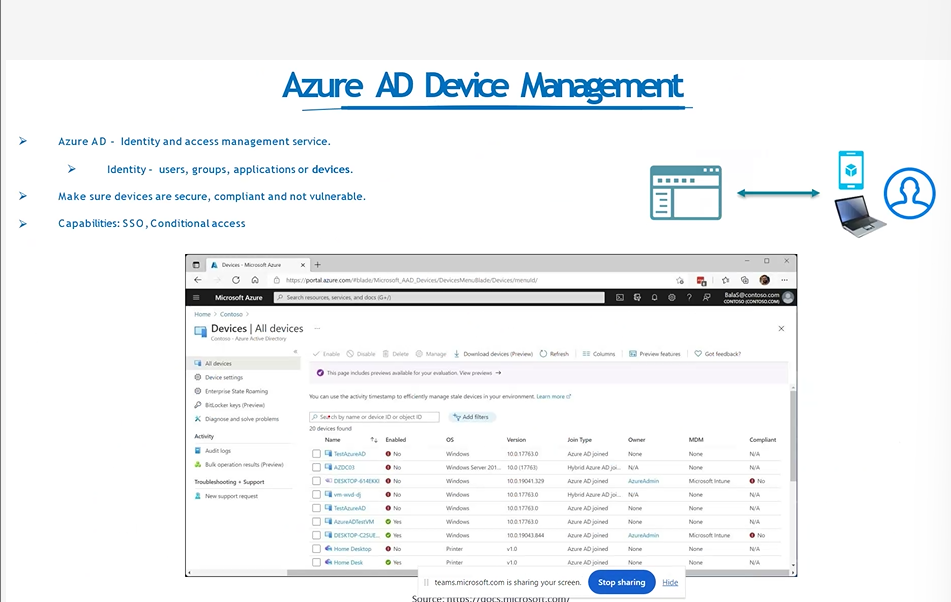 Azure AD Device Management
Azure AD - Identity and access management service.
Identity - users, groups, applications or devices.
Make sure devices are secure, compliant and not vulnerable.
Capabilities: SSO, Conditional access
Devices - Microsoft Azure
https://portal.azure.com/#blade/Microsoft_AAD_Devices/DevicesMenuBlade/Devices/menuId/
Microsoft Azure
Search resources, services, and docs (G+/)
BalaS@contoso.com
CONTOSO (CONTOSO.COM)
Home > Contoso >
Devices | All devices
Contoso - Azure Active Directory
All devices
Device settings
Enterprise State Roaming
BitLocker keys (Preview)
Diagnose and solve problems
Activity
Audit logs
Bulk operation results (Preview)
Troubleshooting + Support
New support request
Enable Disable Delete Manage Download devices (Preview) Refresh Columns Preview features Got feedback?
This page includes previews available for your evaluation. View previews →
You can use the activity timestamp to efficiently manage stale devices in your environment. Learn more
Search by name or device ID or object ID Add filters
20 devices found
Name Enabled OS Version Join Type Owner MDM Compliant
TestAzureAD No Windows 10.0.17763.0 Azure AD joined None None N/A
AZDC03 No Windows Server 201... 10.0 (17763) Hybrid Azure AD joi... N/A None N/A
DESKTOP-614EKKI No Windows 10.0.19041.329 Azure AD joined AzureAdmin Microsoft Intune No
vm-wvd-dj No Windows 10.0.17763.0 Hybrid Azure AD joi... N/A None N/A
TestAzureAD No Windows 10.0.17763.0 Azure AD joined None None N/A
AzureADTestVM Yes Windows 10.0.17763.0 Azure AD joined None None N/A
DESKTOP-C25UE... Yes Windows 10.0.19043.844 Azure AD joined AzureAdmin Microsoft Intune No
Home Desktop No Printer v1.0 Azure AD joined None None N/A
Home Desk Yes Printer v1.0 Azure AD joined None None N/A
teams.microsoft.com is sharing your screen. Stop sharing Hide
Source: https://docs.microsoft.com/